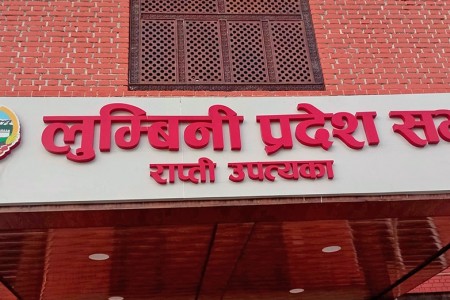 लुम्बिनी प्रदेश
राप्ती उपत्यका